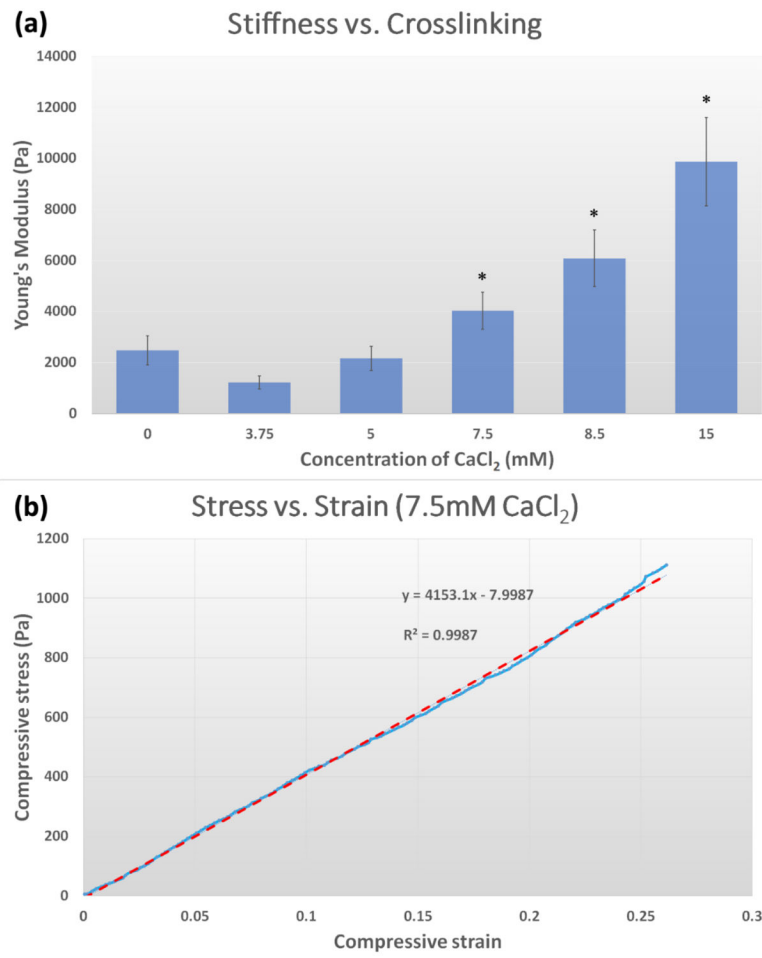 (a)
Stiffness vs. Crosslinking
14000
12000
10000
8000
6000
4000
2000
0
Young's Modulus (Pa)
*
*
*
0 3.75 5 7.5 8.5 15
Concentration of CaCl₂ (mM)
(b)
Stress vs. Strain (7.5mM CaCl₂)
1200
1000
800
600
400
200
0
Compressive stress (Pa)
y = 4153.1x - 7.9987
R² = 0.9987
0 0.05 0.1 0.15 0.2 0.25 0.3
Compressive strain